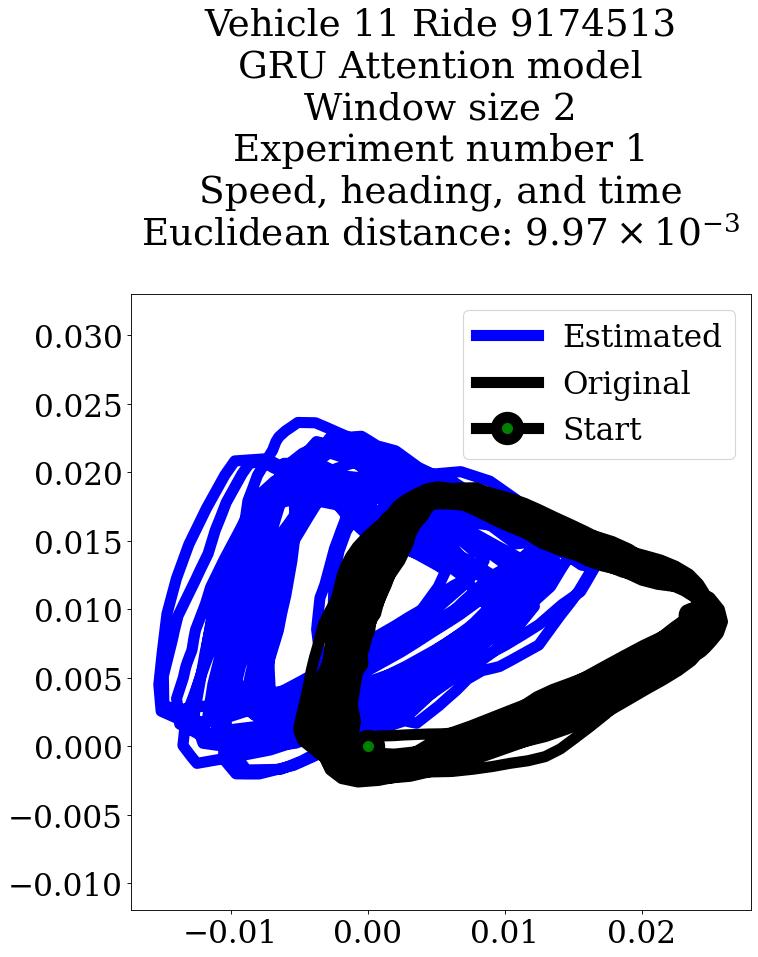 Vehicle 11 Ride 9174513
GRU Attention model
Window size 2
Experiment number 1
Speed, heading, and time
Euclidean distance: 9.97 × 10⁻³
Estimated
Original
Start
0.030
0.025
0.020
0.015
0.010
0.005
0.000
−0.005
−0.010
−0.01 0.00 0.01 0.02